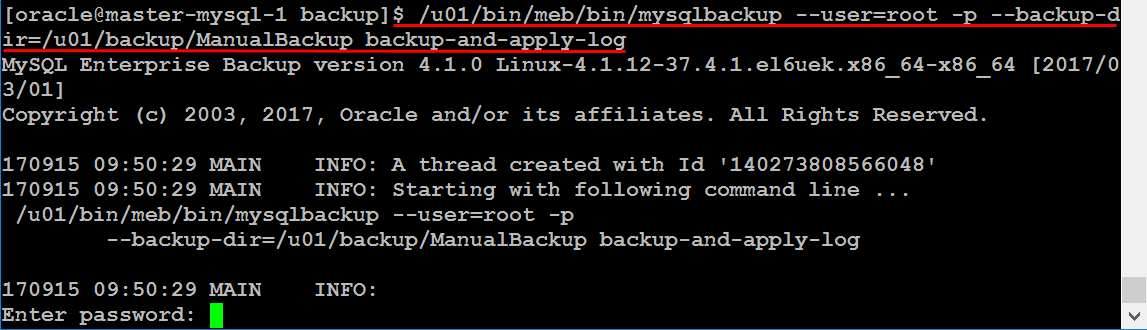 [oracle@master-mysql-1 backup]$ /u01/bin/meb/bin/mysqlbackup --user=root -p --backup-d
ir=/u01/backup/ManualBackup backup-and-apply-log
MySQL Enterprise Backup version 4.1.0 Linux-4.1.12-37.4.1.el6uek.x86_64-x86_64 [2017/0
3/01]
Copyright (c) 2003, 2017, Oracle and/or its affiliates. All Rights Reserved.

170915 09:50:29 MAIN    INFO: A thread created with Id '140273808566048'
170915 09:50:29 MAIN    INFO: Starting with following command line ...
 /u01/bin/meb/bin/mysqlbackup --user=root -p
        --backup-dir=/u01/backup/ManualBackup backup-and-apply-log

170915 09:50:29 MAIN    INFO:
Enter password: